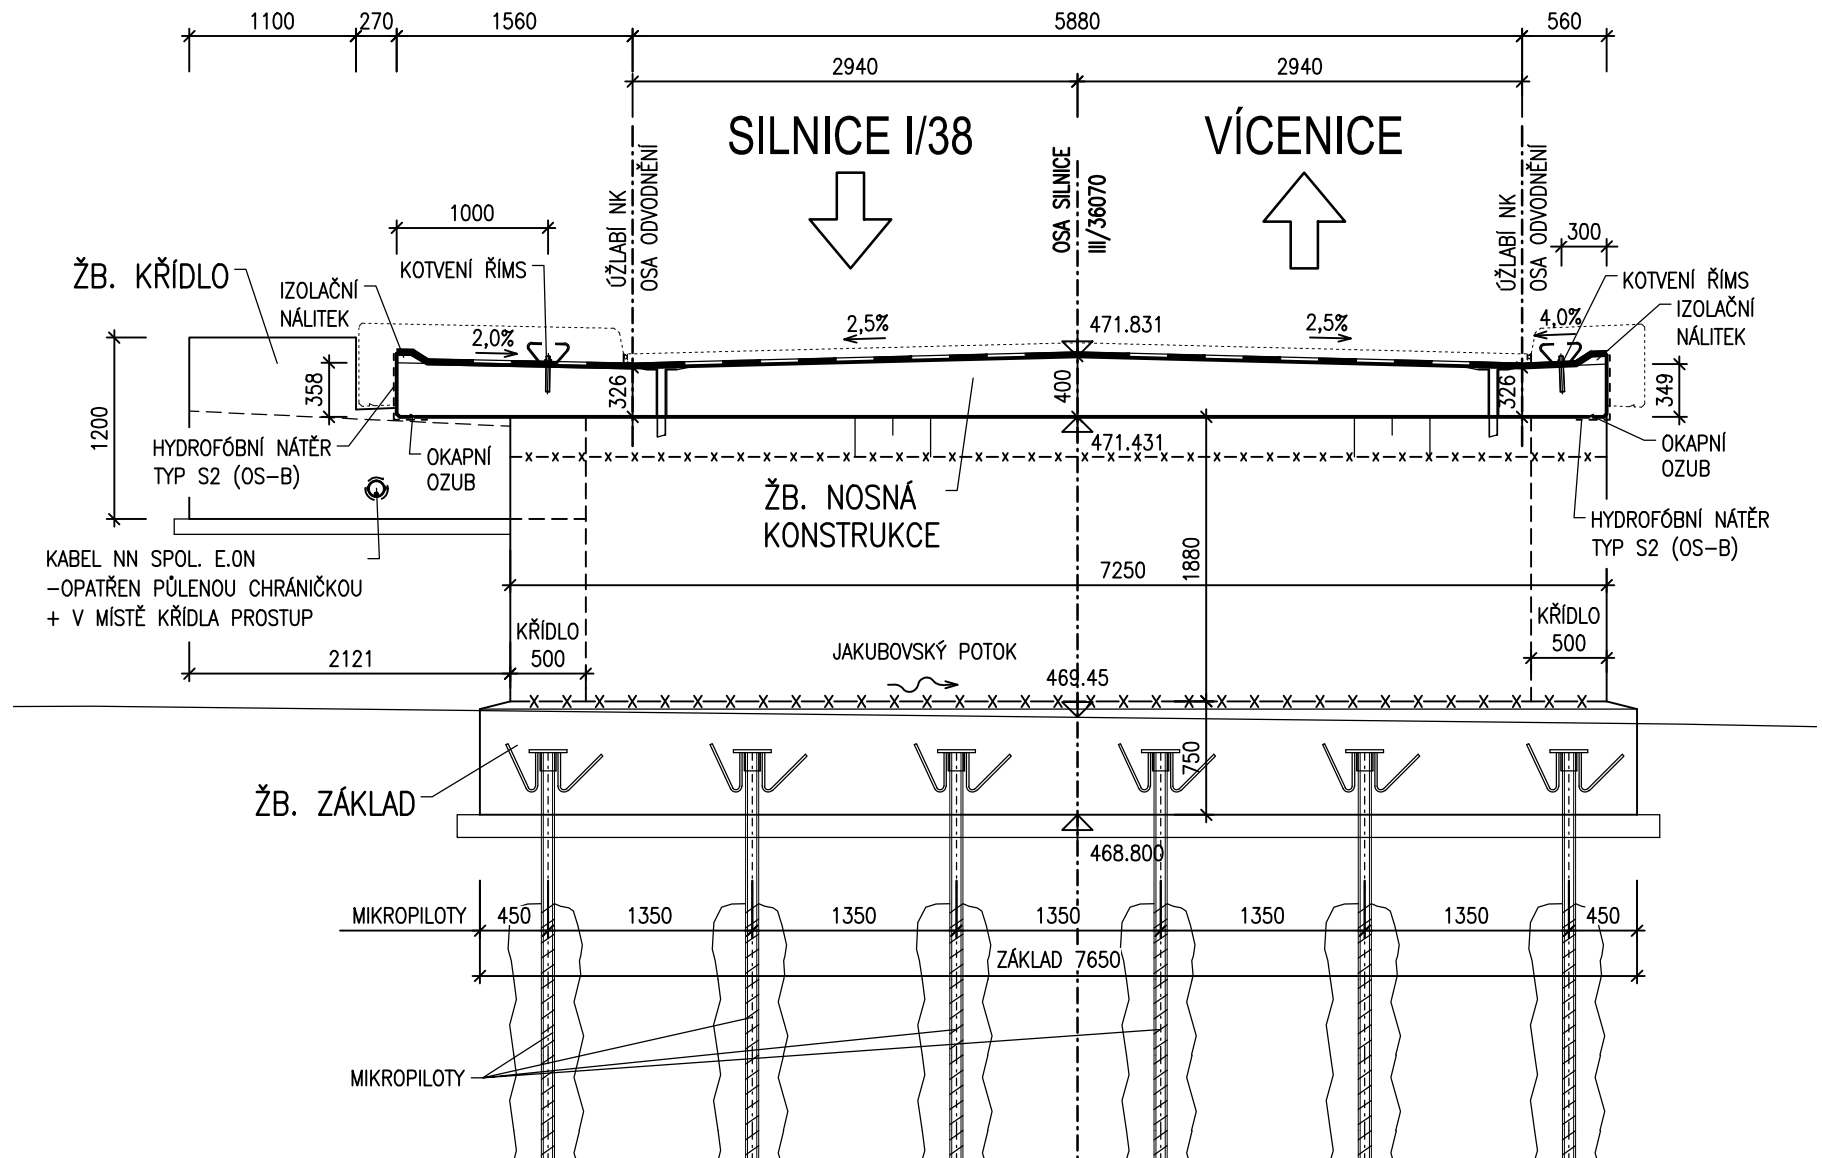 1100 270 1560 5880 560
2940 2940
SILNICE I/38 VÍCENICE
ÚŽLABÍ NK
OSA ODVODNĚNÍ
OSA SILNICE
III/36070
ÚŽLABÍ NK
OSA ODVODNĚNÍ
1000 300
ŽB. KŘÍDLO
IZOLAČNÍ
NÁLITEK
KOTVENÍ ŘÍMS
KOTVENÍ ŘÍMS
IZOLAČNÍ
NÁLITEK
2,0% 2,5% 471.831 2,5% 4,0%
1200 358 326 400 326 349
471.431
HYDROFÓBNÍ NÁTĚR
TYP S2 (OS-B)
OKAPNÍ
OZUB
OKAPNÍ
OZUB
ŽB. NOSNÁ
KONSTRUKCE
HYDROFÓBNÍ NÁTĚR
TYP S2 (OS-B)
KABEL NN SPOL. E.ON
-OPATŘEN PŮLENOU CHRÁNIČKOU
+ V MÍSTĚ KŘÍDLA PROSTUP
7250 1880
KŘÍDLO
500
KŘÍDLO
500
2121
JAKUBOVSKÝ POTOK
469.45
750
ŽB. ZÁKLAD
468.800
MIKROPILOTY 450 1350 1350 1350 1350 1350 450
ZÁKLAD 7650
MIKROPILOTY